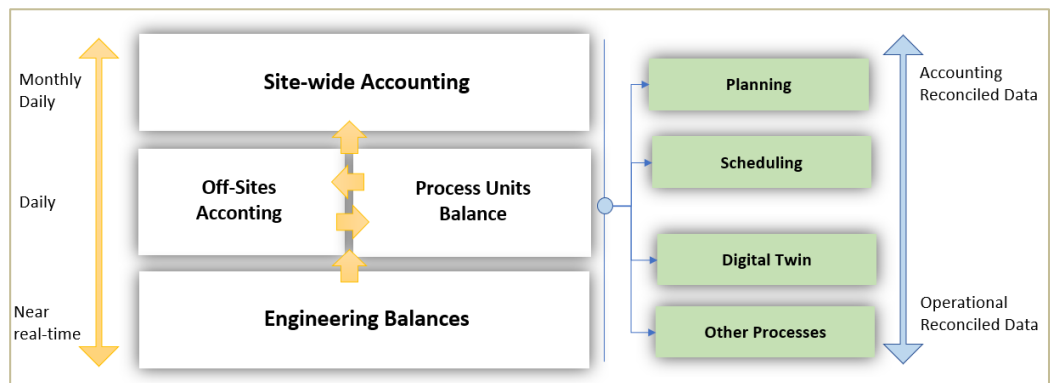 Monthly
Daily
Site-wide Accounting
Planning
Accounting
Reconciled Data
Scheduling
Daily
Off-Sites
Acconting
Process Units
Balance
Digital Twin
Near
real-time
Engineering Balances
Other Processes
Operational
Reconciled Data